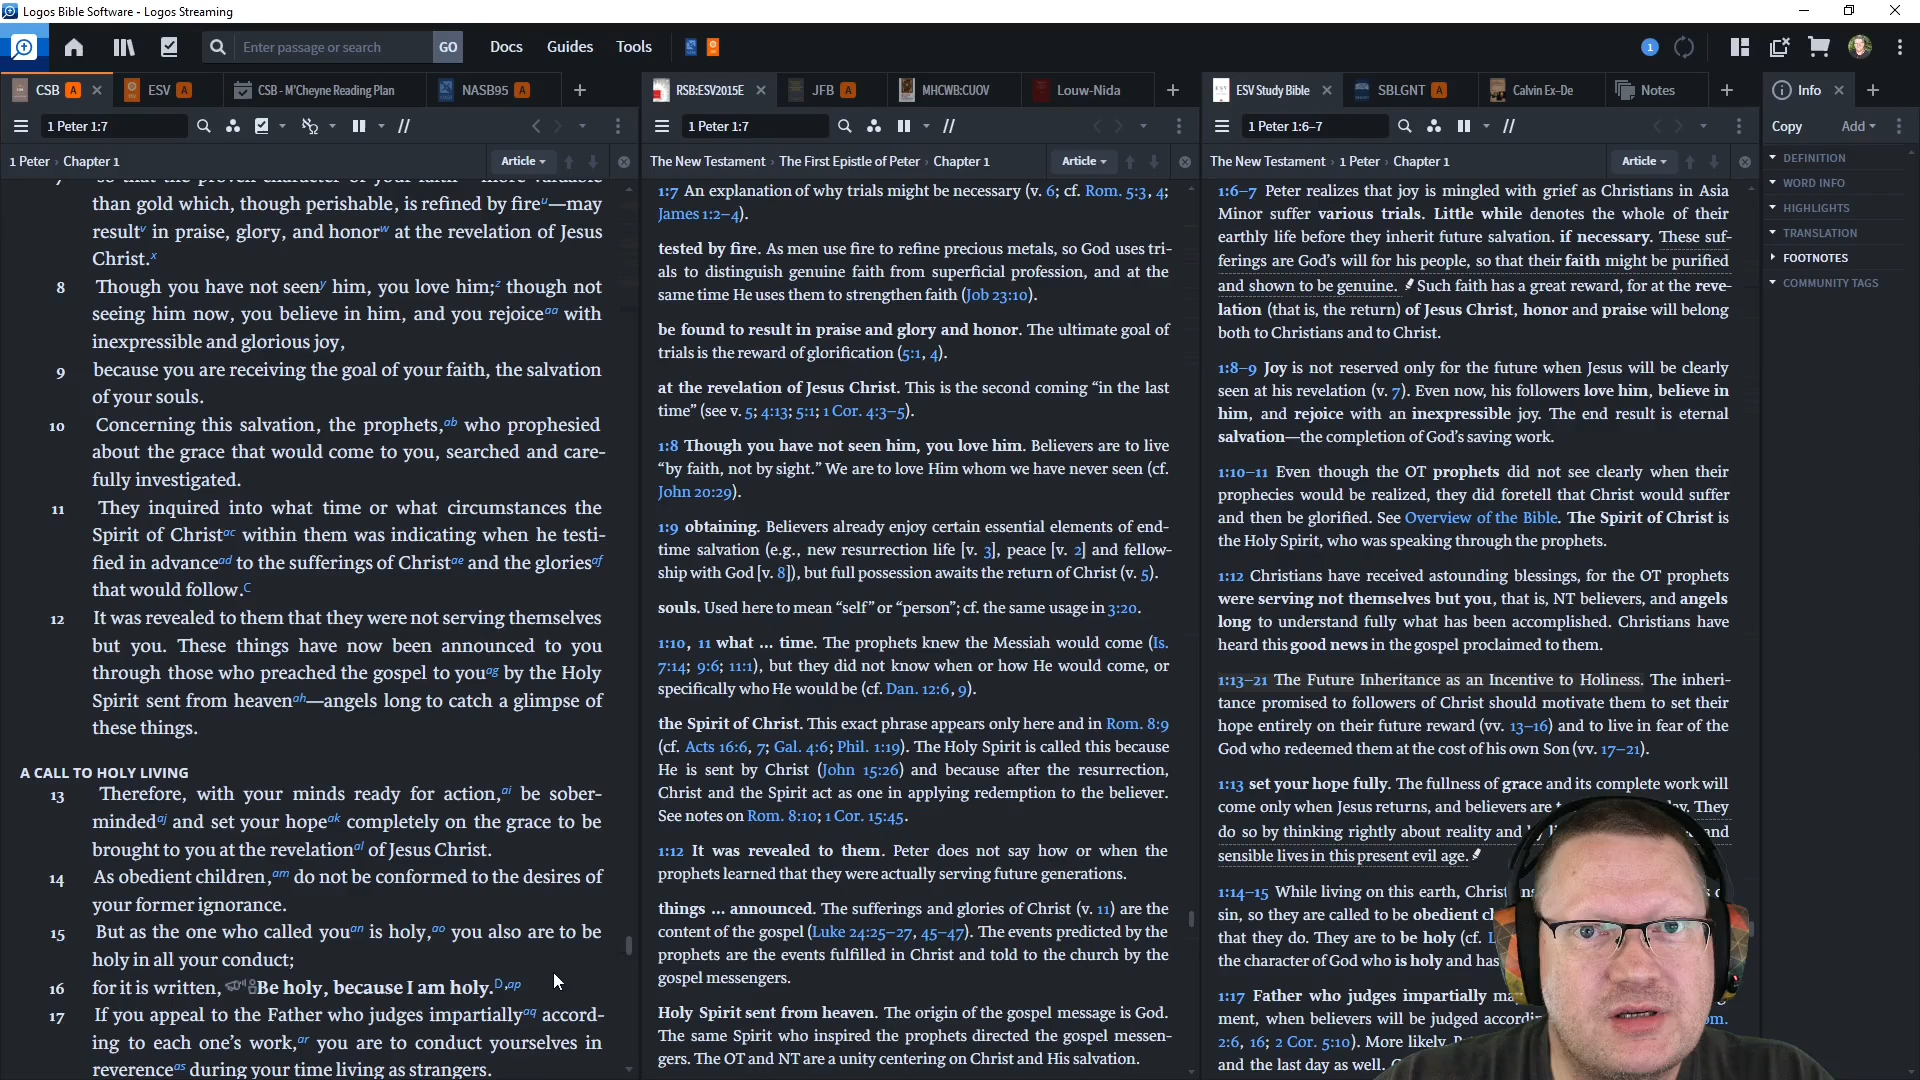 Logos Bible Software - Logos Streaming
Enter passage or search GO Docs Guides Tools 1
CSB A ESV A CSB - M'Cheyne Reading Plan NASB95 A
1 Peter 1:7
1 Peter › Chapter 1 Article
than gold which, though perishable, is refined by fireᵘ—may
resultᵛ in praise, glory, and honorʷ at the revelation of Jesus
Christ.ˣ
8 Though you have not seenʸ him, you love him;ᶻ though not
seeing him now, you believe in him, and you rejoiceᵃᵃ with
inexpressible and glorious joy,
9 because you are receiving the goal of your faith, the salvation
of your souls.
10 Concerning this salvation, the prophets,ᵃᵇ who prophesied
about the grace that would come to you, searched and care-
fully investigated.
11 They inquired into what time or what circumstances the
Spirit of Christᵃᶜ within them was indicating when he testi-
fied in advanceᵃᵈ to the sufferings of Christᵃᵉ and the gloriesᵃᶠ
that would follow.ᶜ
12 It was revealed to them that they were not serving themselves
but you. These things have now been announced to you
through those who preached the gospel to youᵃᵍ by the Holy
Spirit sent from heavenᵃʰ—angels long to catch a glimpse of
these things.
A CALL TO HOLY LIVING
13 Therefore, with your minds ready for action,ᵃⁱ be sober-
mindedᵃʲ and set your hopeᵃᵏ completely on the grace to be
brought to you at the revelationᵃˡ of Jesus Christ.
14 As obedient children,ᵃᵐ do not be conformed to the desires of
your former ignorance.
15 But as the one who called youᵃⁿ is holy,ᵃᵒ you also are to be
holy in all your conduct;
16 for it is written, Be holy, because I am holy.ᴰ,ᵃᵖ
17 If you appeal to the Father who judges impartiallyaq accord-
ing to each one's work,ᵃʳ you are to conduct yourselves in
reverenceᵃˢ during your time living as strangers.
RSB:ESV2015E JFB A MHCWB:CUOV Louw-Nida
1 Peter 1:7
The New Testament › The First Epistle of Peter › Chapter 1 Article
1:7 An explanation of why trials might be necessary (v. 6; cf. Rom. 5:3, 4;
James 1:2–4).
tested by fire. As men use fire to refine precious metals, so God uses tri-
als to distinguish genuine faith from superficial profession, and at the
same time He uses them to strengthen faith (Job 23:10).
be found to result in praise and glory and honor. The ultimate goal of
trials is the reward of glorification (5:1, 4).
at the revelation of Jesus Christ. This is the second coming “in the last
time” (see v. 5; 4:13; 5:1; 1 Cor. 4:3–5).
1:8 Though you have not seen him, you love him. Believers are to live
“by faith, not by sight.” We are to love Him whom we have never seen (cf.
John 20:29).
1:9 obtaining. Believers already enjoy certain essential elements of end-
time salvation (e.g., new resurrection life [v. 3], peace [v. 2] and fellow-
ship with God [v. 8]), but full possession awaits the return of Christ (v. 5).
souls. Used here to mean “self” or “person”; cf. the same usage in 3:20.
1:10, 11 what ... time. The prophets knew the Messiah would come (Is.
7:14; 9:6; 11:1), but they did not know when or how He would come, or
specifically who He would be (cf. Dan. 12:6, 9).
the Spirit of Christ. This exact phrase appears only here and in Rom. 8:9
(cf. Acts 16:6, 7; Gal. 4:6; Phil. 1:19). The Holy Spirit is called this because
He is sent by Christ (John 15:26) and because after the resurrection,
Christ and the Spirit act as one in applying redemption to the believer.
See notes on Rom. 8:10; 1 Cor. 15:45.
1:12 It was revealed to them. Peter does not say how or when the
prophets learned that they were actually serving future generations.
things ... announced. The sufferings and glories of Christ (v. 11) are the
content of the gospel (Luke 24:25–27, 45–47). The events predicted by the
prophets are the events fulfilled in Christ and told to the church by the
gospel messengers.
Holy Spirit sent from heaven. The origin of the gospel message is God.
The same Spirit who inspired the prophets directed the gospel messen-
gers. The OT and NT are a unity centering on Christ and His salvation.
ESV Study Bible SBLGNT A Calvin Ex–De Notes
1 Peter 1:6–7
The New Testament › 1 Peter › Chapter 1 Article
1:6–7 Peter realizes that joy is mingled with grief as Christians in Asia
Minor suffer various trials. Little while denotes the whole of their
earthly life before they inherit future salvation. if necessary. These suf-
ferings are God's will for his people, so that their faith might be purified
and shown to be genuine. Such faith has a great reward, for at the reve-
lation (that is, the return) of Jesus Christ, honor and praise will belong
both to Christians and to Christ.
1:8–9 Joy is not reserved only for the future when Jesus will be clearly
seen at his revelation (v. 7). Even now, his followers love him, believe in
him, and rejoice with an inexpressible joy. The end result is eternal
salvation—the completion of God's saving work.
1:10–11 Even though the OT prophets did not see clearly when their
prophecies would be realized, they did foretell that Christ would suffer
and then be glorified. See Overview of the Bible. The Spirit of Christ is
the Holy Spirit, who was speaking through the prophets.
1:12 Christians have received astounding blessings, for the OT prophets
were serving not themselves but you, that is, NT believers, and angels
long to understand fully what has been accomplished. Christians have
heard this good news in the gospel proclaimed to them.
1:13–21 The Future Inheritance as an Incentive to Holiness. The inheri-
tance promised to followers of Christ should motivate them to set their
hope entirely on their future reward (vv. 13–16) and to live in fear of the
God who redeemed them at the cost of his own Son (vv. 17–21).
1:13 set your hope fully. The fullness of grace and its complete work will
come only when Jesus returns, and believers are They
do so by thinking rightly about reality and and
sensible lives in this present evil age.
1:14–15 While living on this earth,
sin, so they are called to be obedient
that they do. They are to be holy (cf.
the character of God who is holy and has
1:17 Father who judges impartially
ment, when believers will be judged
2:6, 16; 2 Cor. 5:10). More likely,
and the last day as well.
Info
Copy Add
DEFINITION
WORD INFO
HIGHLIGHTS
TRANSLATION
FOOTNOTES
COMMUNITY TAGS